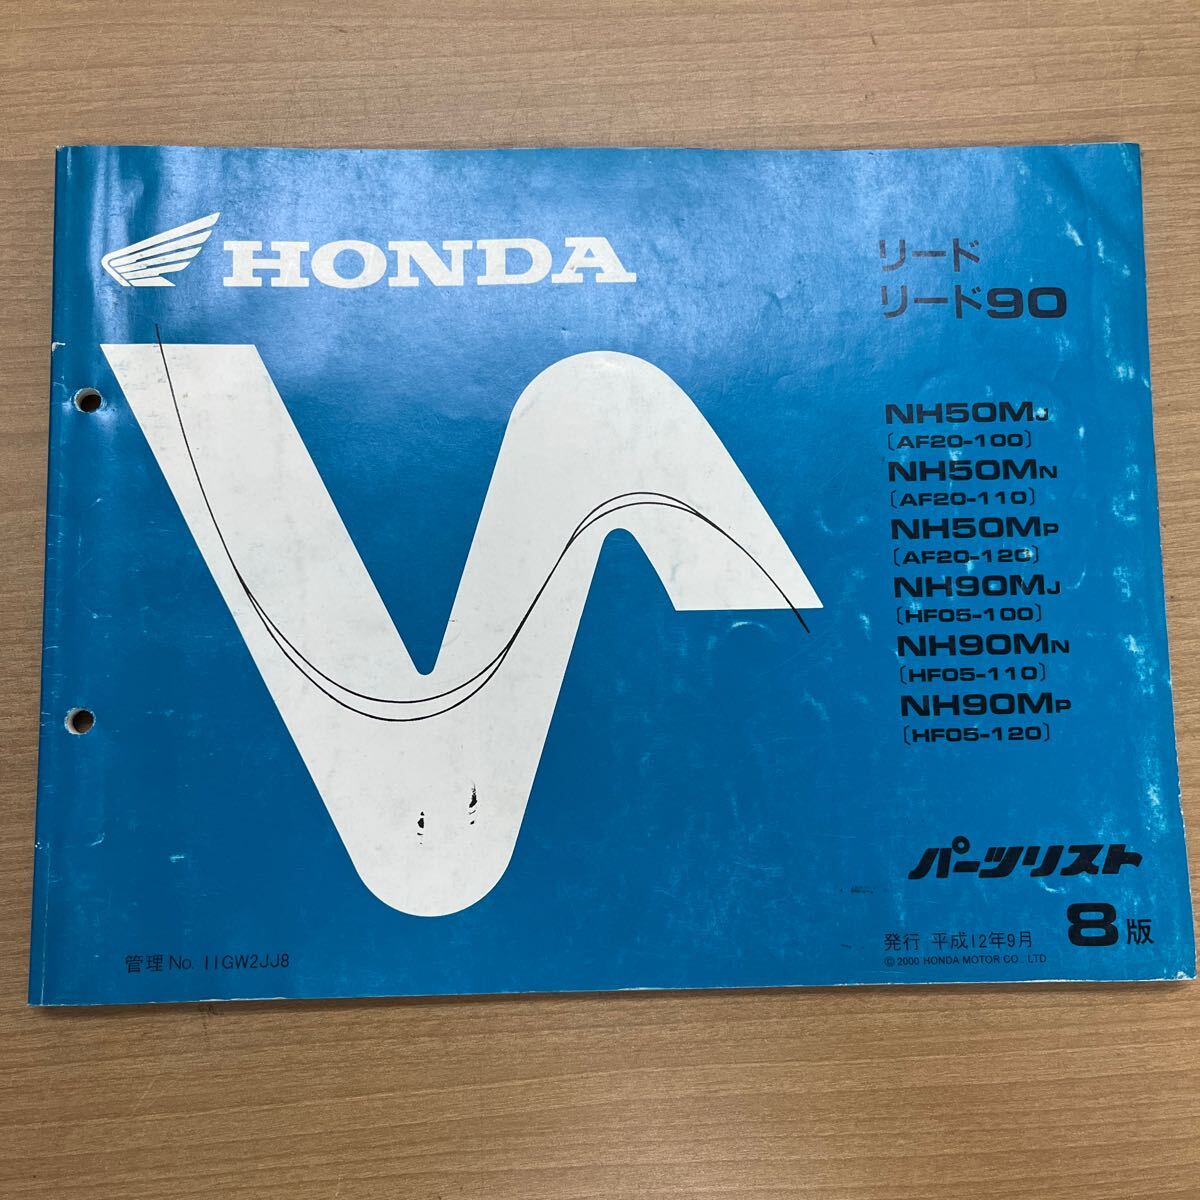 HONDA
リード
リード90
NH50MJ
〔AF20-100〕
NH50MN
〔AF20-110〕
NH50MP
〔AF20-120〕
NH90MJ
〔HF05-100〕
NH90MN
〔HF05-110〕
NH90MP
〔HF05-120〕
パーツリスト
8版
発行 平成12年9月
© 2000 HONDA MOTOR CO., LTD
管理 No. 11GW2JJ8